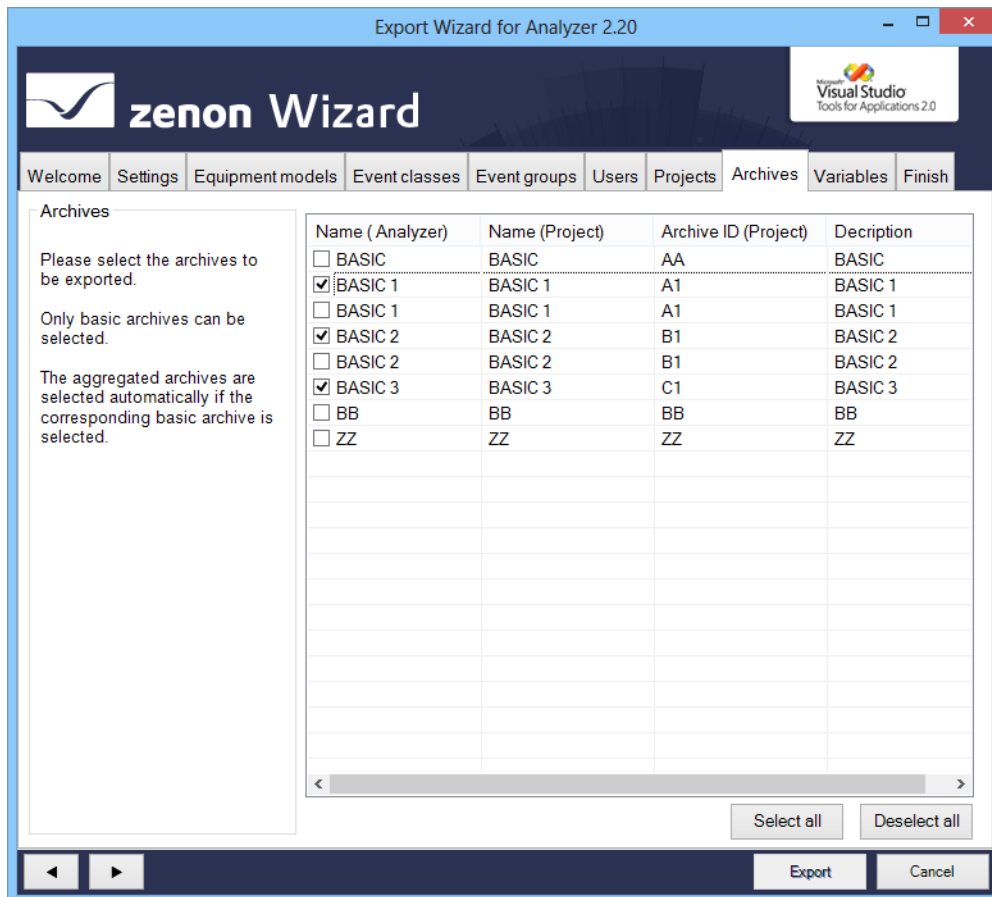 Export Wizard for Analyzer 2.20
zenon Wizard
Microsoft
Visual Studio
Tools for Applications 2.0
Welcome Settings Equipment models Event classes Event groups Users Projects Archives Variables Finish
Archives
Please select the archives to
be exported.
Only basic archives can be
selected.
The aggregated archives are
selected automatically if the
corresponding basic archive is
selected.
Name ( Analyzer) Name (Project) Archive ID (Project) Decription
BASIC BASIC AA BASIC
BASIC 1 BASIC 1 A1 BASIC 1
BASIC 1 BASIC 1 A1 BASIC 1
BASIC 2 BASIC 2 B1 BASIC 2
BASIC 2 BASIC 2 B1 BASIC 2
BASIC 3 BASIC 3 C1 BASIC 3
BB BB BB BB
ZZ ZZ ZZ ZZ
Select all Deselect all
Export Cancel